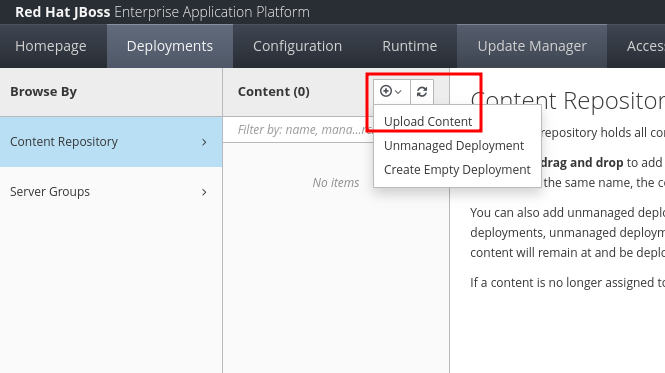 Red Hat JBoss Enterprise Application Platform
Homepage Deployments Configuration Runtime Update Manager Acces
Browse By
Content (0)
Content Repository
Server Groups
Filter by: name, mana...
No items
Upload Content
Unmanaged Deployment
Create Empty Deployment
Content Repositor
repository holds all co
drag and drop to add
the same name, the c
You can also add unmanaged depl
deployments, unmanaged deploym
content will remain at and be deplo
If a content is no longer assigned to